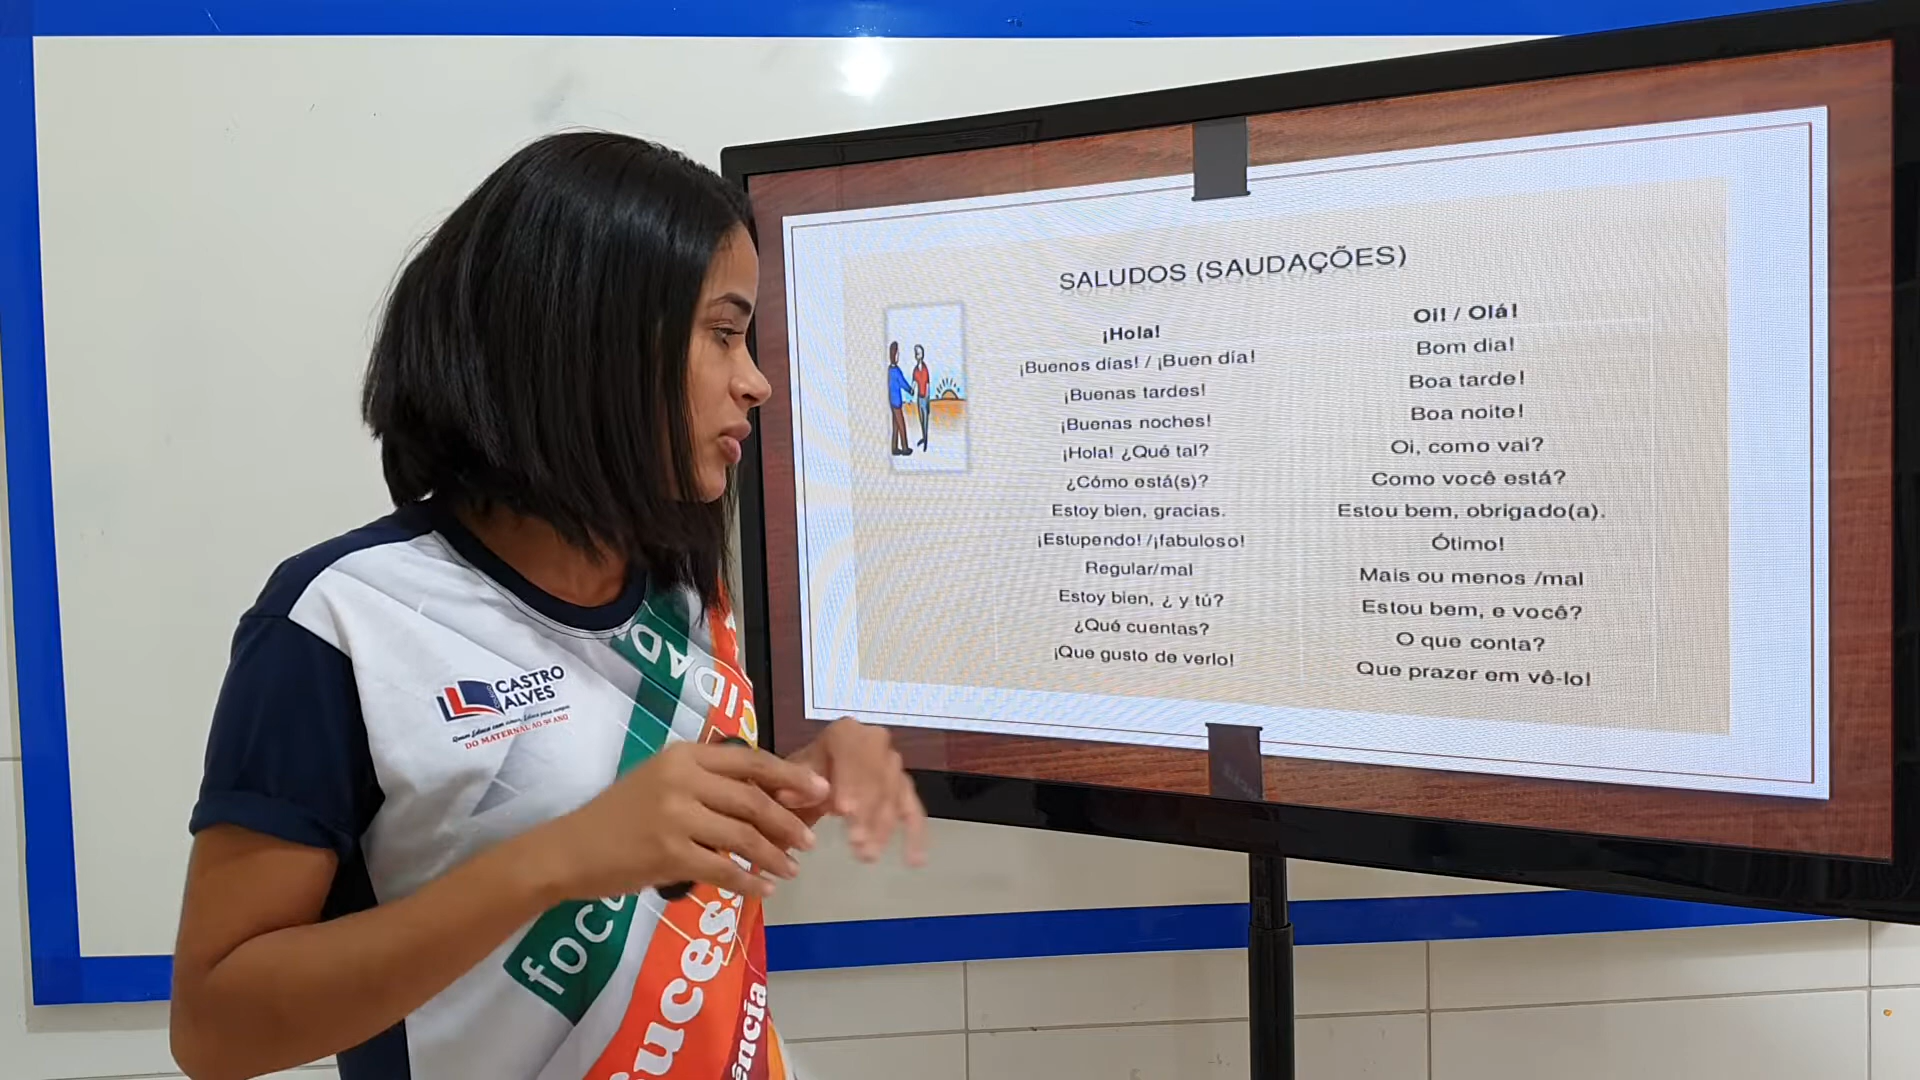 SALUDOS (SAUDAÇÕES)
¡Hola!
¡Buenos días! / ¡Buen día!
¡Buenas tardes!
¡Buenas noches!
¡Hola! ¿Qué tal?
¿Cómo está(s)?
Estoy bien, gracias.
¡Estupendo! /¡fabuloso!
Regular/mal
Estoy bien, ¿ y tú?
¿Qué cuentas?
¡Que gusto de verlo!
Oi! / Olá!
Bom dia!
Boa tarde!
Boa noite!
Oi, como vai?
Como você está?
Estou bem, obrigado(a).
Ótimo!
Mais ou menos /mal
Estou bem, e você?
O que conta?
Que prazer em vê-lo!
CASTRO
ALVES
DO MATERNAL AO 9º ANO